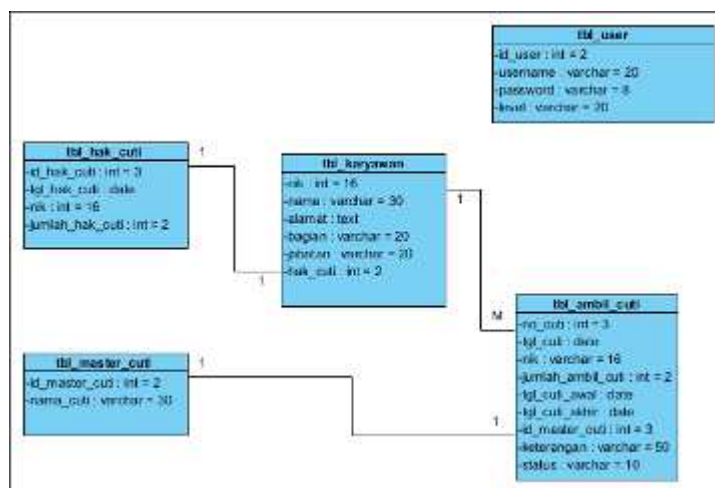 tbl_user
-id_user : int = 2
-username : varchar = 20
-password : varchar = 8
-level : varchar = 20
tbl_hak_cuti
-id_hak_cuti : int = 3
-tgl_hak_cuti : date
-nik : int = 16
-jumlah_hak_cuti : int = 2
1
1
tbl_karyawan
-nik : int = 16
-nama : varchar = 30
-alamat : text
-bagian : varchar = 20
-jabatan : varchar = 20
-hak_cuti : int = 2
1
M
tbl_master_cuti
-id_master_cuti : int = 2
-nama_cuti : varchar = 30
1
1
tbl_ambil_cuti
-no_cuti : int = 3
-tgl_cuti : date
-nik : varchar = 16
-jumlah_ambil_cuti : int = 2
-tgl_cuti_awal : date
-tgl_cuti_akhir : date
-id_master_cuti : int = 3
-keterangan : varchar = 50
-status : varchar = 10